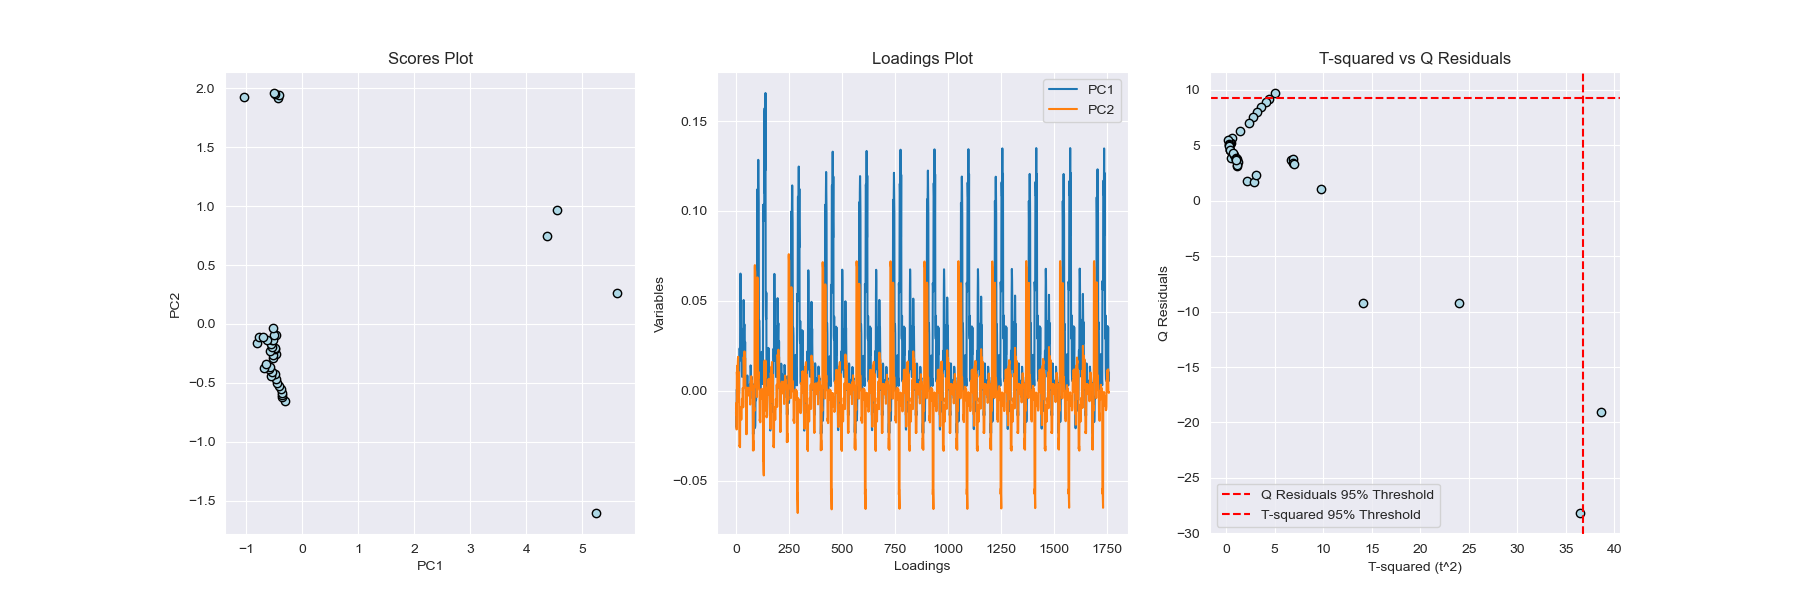 Scores Plot
2.0
1.5
1.0
0.5
0.0
−0.5
−1.0
−1.5
PC2
−1 0 1 2 3 4 5
PC1
Loadings Plot
PC1
PC2
0.15
0.10
0.05
0.00
−0.05
Variables
0 250 500 750 1000 1250 1500 1750
Loadings
T-squared vs Q Residuals
10
5
0
−5
−10
−15
−20
−25
−30
Q Residuals
Q Residuals 95% Threshold
T-squared 95% Threshold
0 5 10 15 20 25 30 35 40
T-squared (t^2)